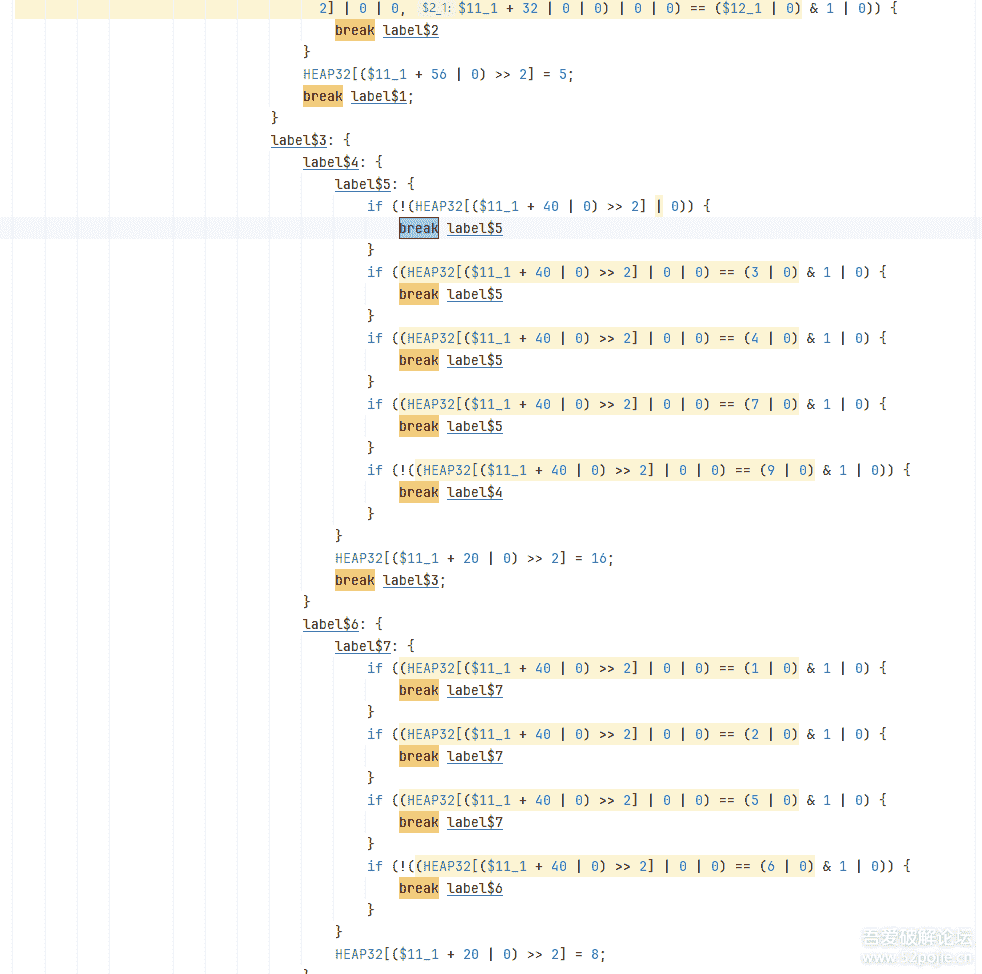 2] | 0 | 0, $2_1: $11_1 + 32 | 0 | 0) | 0 | 0) == ($12_1 | 0) & 1 | 0)) {
break label$2
}
HEAP32[($11_1 + 56 | 0) >> 2] = 5;
break label$1;
}
label$3: {
label$4: {
label$5: {
if (!(HEAP32[($11_1 + 40 | 0) >> 2] | 0)) {
break label$5
}
if ((HEAP32[($11_1 + 40 | 0) >> 2] | 0 | 0) == (3 | 0) & 1 | 0) {
break label$5
}
if ((HEAP32[($11_1 + 40 | 0) >> 2] | 0 | 0) == (4 | 0) & 1 | 0) {
break label$5
}
if ((HEAP32[($11_1 + 40 | 0) >> 2] | 0 | 0) == (7 | 0) & 1 | 0) {
break label$5
}
if (!((HEAP32[($11_1 + 40 | 0) >> 2] | 0 | 0) == (9 | 0) & 1 | 0)) {
break label$4
}
}
HEAP32[($11_1 + 20 | 0) >> 2] = 16;
break label$3;
}
label$6: {
label$7: {
if ((HEAP32[($11_1 + 40 | 0) >> 2] | 0 | 0) == (1 | 0) & 1 | 0) {
break label$7
}
if ((HEAP32[($11_1 + 40 | 0) >> 2] | 0 | 0) == (2 | 0) & 1 | 0) {
break label$7
}
if ((HEAP32[($11_1 + 40 | 0) >> 2] | 0 | 0) == (5 | 0) & 1 | 0) {
break label$7
}
if (!((HEAP32[($11_1 + 40 | 0) >> 2] | 0 | 0) == (6 | 0) & 1 | 0)) {
break label$6
}
}
HEAP32[($11_1 + 20 | 0) >> 2] = 8;
吾爱破解论坛
www.52pojie.cn